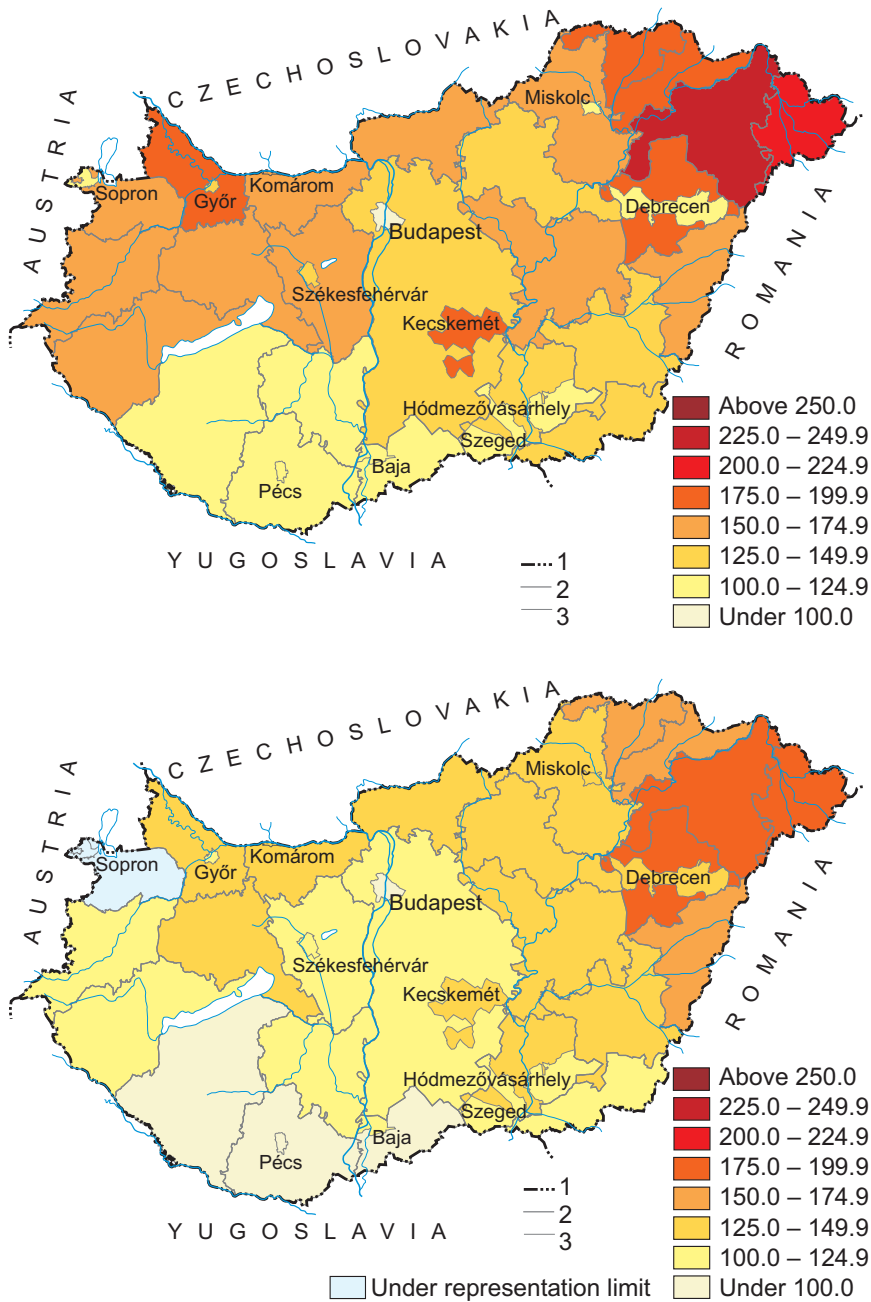 CZECHOSLOVAKIA
AUSTRIA
Miskolc
Sopron
Győr
Komárom
Debrecen
Budapest
Székesfehérvár
Kecskemét
ROMANIA
Hódmezővásárhely
Szeged
Baja
Pécs
YUGOSLAVIA
1
2
3
Above 250.0
225.0 – 249.9
200.0 – 224.9
175.0 – 199.9
150.0 – 174.9
125.0 – 149.9
100.0 – 124.9
Under 100.0
CZECHOSLOVAKIA
AUSTRIA
Miskolc
Sopron
Győr
Komárom
Debrecen
Budapest
Székesfehérvár
Kecskemét
ROMANIA
Hódmezővásárhely
Szeged
Baja
Pécs
YUGOSLAVIA
1
2
3
Above 250.0
225.0 – 249.9
200.0 – 224.9
175.0 – 199.9
150.0 – 174.9
125.0 – 149.9
100.0 – 124.9
Under representation limit
Under 100.0